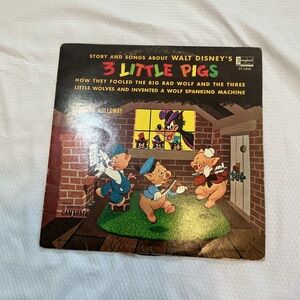 STORY AND SONGS ABOUT WALT DISNEY'S
3 LITTLE PIGS
HOW THEY FOOLED THE BIG BAD WOLF AND THE THREE
LITTLE WOLVES AND INVENTED A WOLF SPANKING MACHINE
HOLLOWAY